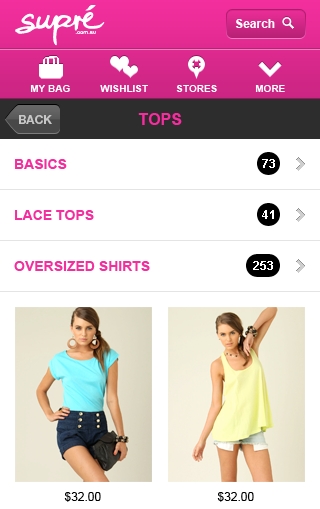 supré
.com.au
Search
MY BAG
WISHLIST
STORES
MORE
BACK
TOPS
BASICS 73
LACE TOPS 41
OVERSIZED SHIRTS 253
$32.00
$32.00